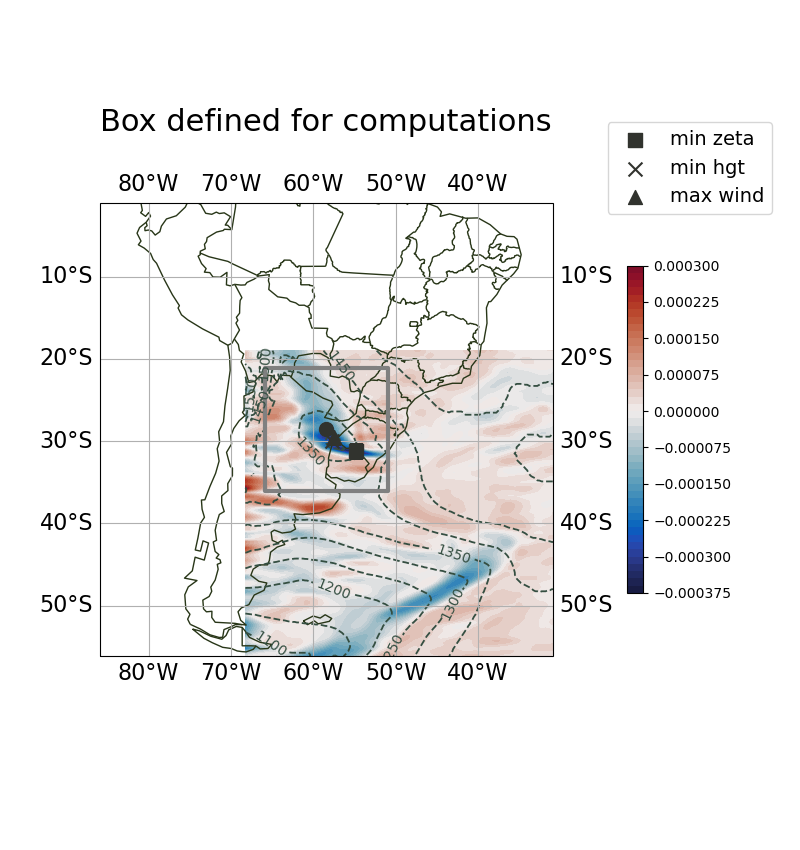 Box defined for computations
min zeta
min hgt
max wind
80°W 70°W 60°W 50°W 40°W
10°S 10°S
20°S 20°S
30°S 30°S
40°S 40°S
50°S 50°S
80°W 70°W 60°W 50°W 40°W
0.000300
0.000225
0.000150
0.000075
0.000000
−0.000075
−0.000150
−0.000225
−0.000300
−0.000375
1450
1350
1350
1200
1300
1100